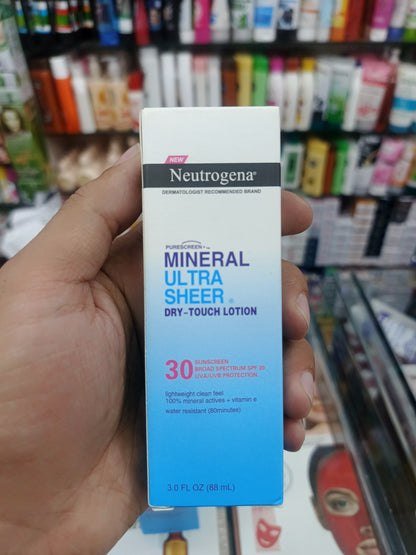 NEW
Neutrogena®
DERMATOLOGIST RECOMMENDED BRAND
PURESCREEN+™
MINERAL
ULTRA
SHEER®
DRY-TOUCH LOTION
30
SUNSCREEN
BROAD SPECTRUM SPF 30
UVA/UVB PROTECTION
lightweight clean feel
100% mineral actives + vitamin e
water resistant (80minutes)
3.0 FL OZ (88 mL)